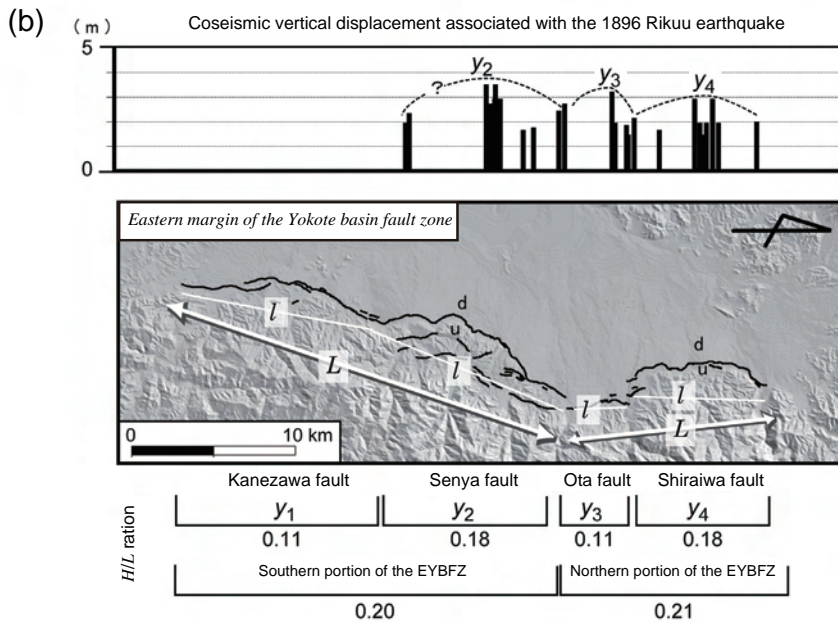 (b)
Coseismic vertical displacement associated with the 1896 Rikuu earthquake
(m)
5
0
?
y2
y3
y4
Eastern margin of the Yokote basin fault zone
l
L
d
u
l
l
d
u
l
L
0 10 km
Kanezawa fault Senya fault Ota fault Shiraiwa fault
H/L ration
y1 y2 y3 y4
0.11 0.18 0.11 0.18
Southern portion of the EYBFZ Northern portion of the EYBFZ
0.20 0.21